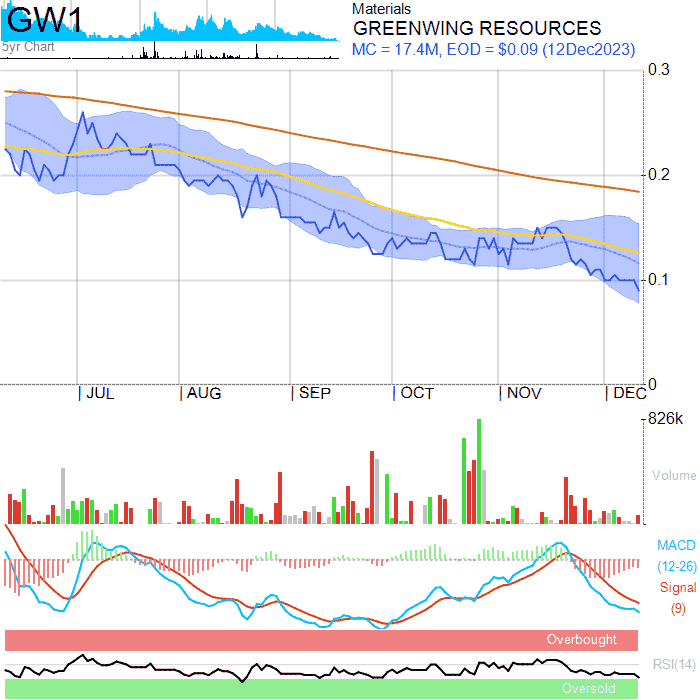 GW1
5yr Chart
Materials
GREENWING RESOURCES
MC = 17.4M, EOD = $0.09 (12Dec2023)
0.3
0.2
0.1
0
JUL AUG SEP OCT NOV DEC
826k
Volume
MACD
(12-26)
Signal
(9)
Overbought
RSI(14)
Oversold